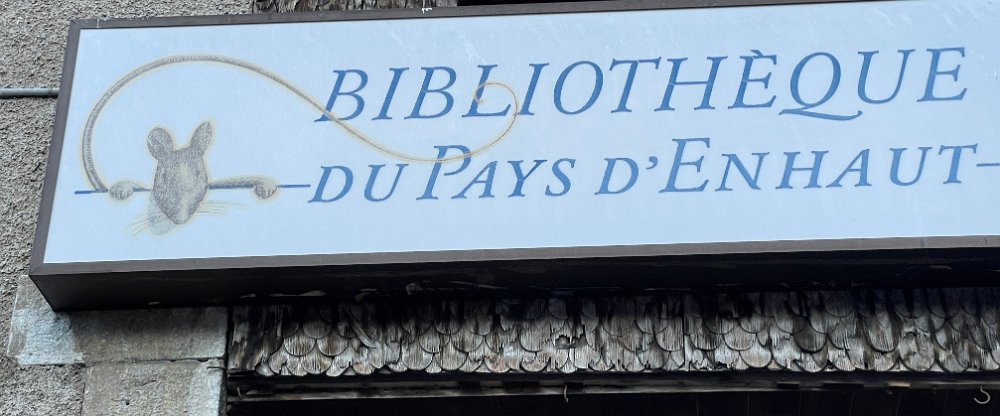 BIBLIOTHÈQUE
DU PAYS D'ENHAUT